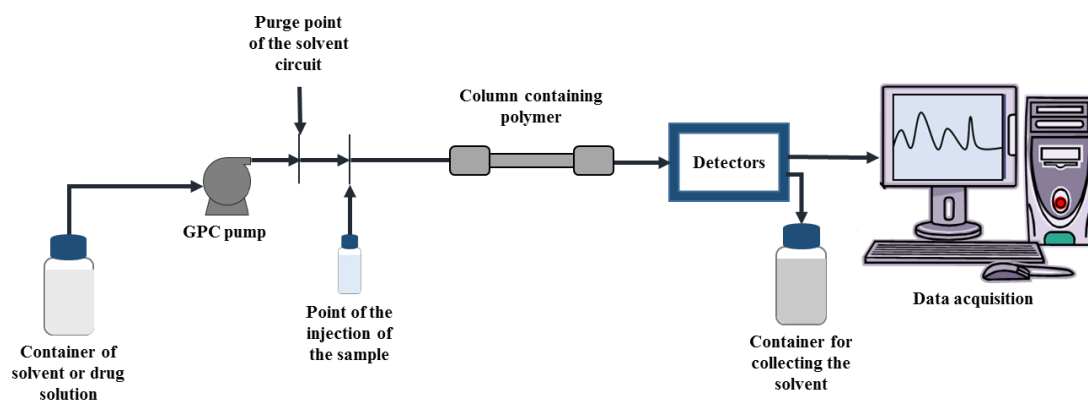 Purge point
of the solvent
circuit
Column containing
polymer
Detectors
GPC pump
Point of the
injection of
the sample
Container of
solvent or drug
solution
Container for
collecting the
solvent
Data acquisition